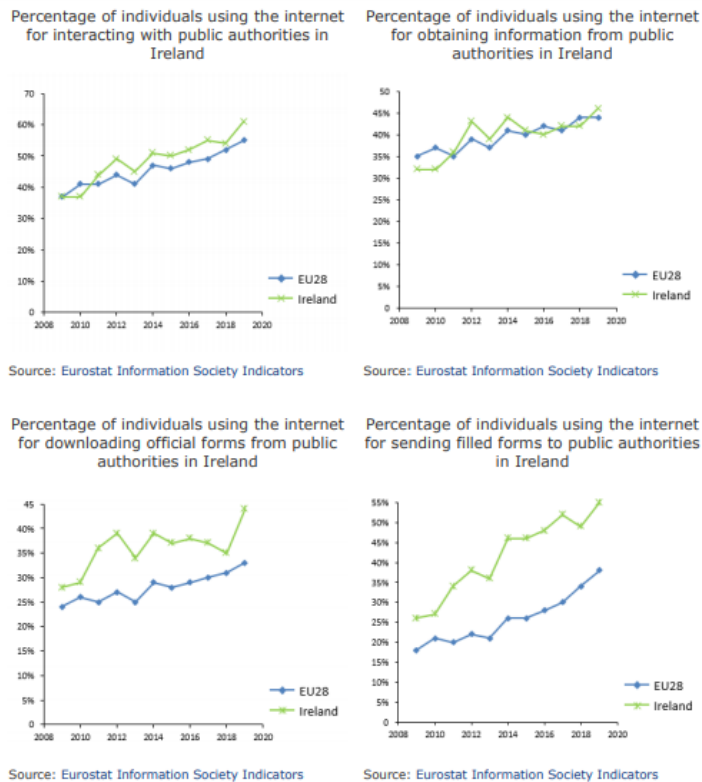 Percentage of individuals using the internet
for interacting with public authorities in
Ireland
70
60%
50%
40%
30%
20%
10%
0
2008 2010 2012 2014 2016 2018 2020
EU28
Ireland
Source: Eurostat Information Society Indicators
Percentage of individuals using the internet
for obtaining information from public
authorities in Ireland
50
45%
40%
35%
30%
25%
20%
15%
10%
5%
0
2008 2010 2012 2014 2016 2018 2020
EU28
Ireland
Source: Eurostat Information Society Indicators
Percentage of individuals using the internet
for downloading official forms from public
authorities in Ireland
45
40%
35%
30%
25%
20%
15%
10%
5%
0
2008 2010 2012 2014 2016 2018 2020
EU28
Ireland
Source: Eurostat Information Society Indicators
Percentage of individuals using the internet
for sending filled forms to public authorities
in Ireland
55%
50%
45%
40%
35%
30%
25%
20%
15%
10%
5%
0
2008 2010 2012 2014 2016 2018 2020
EU28
Ireland
Source: Eurostat Information Society Indicators